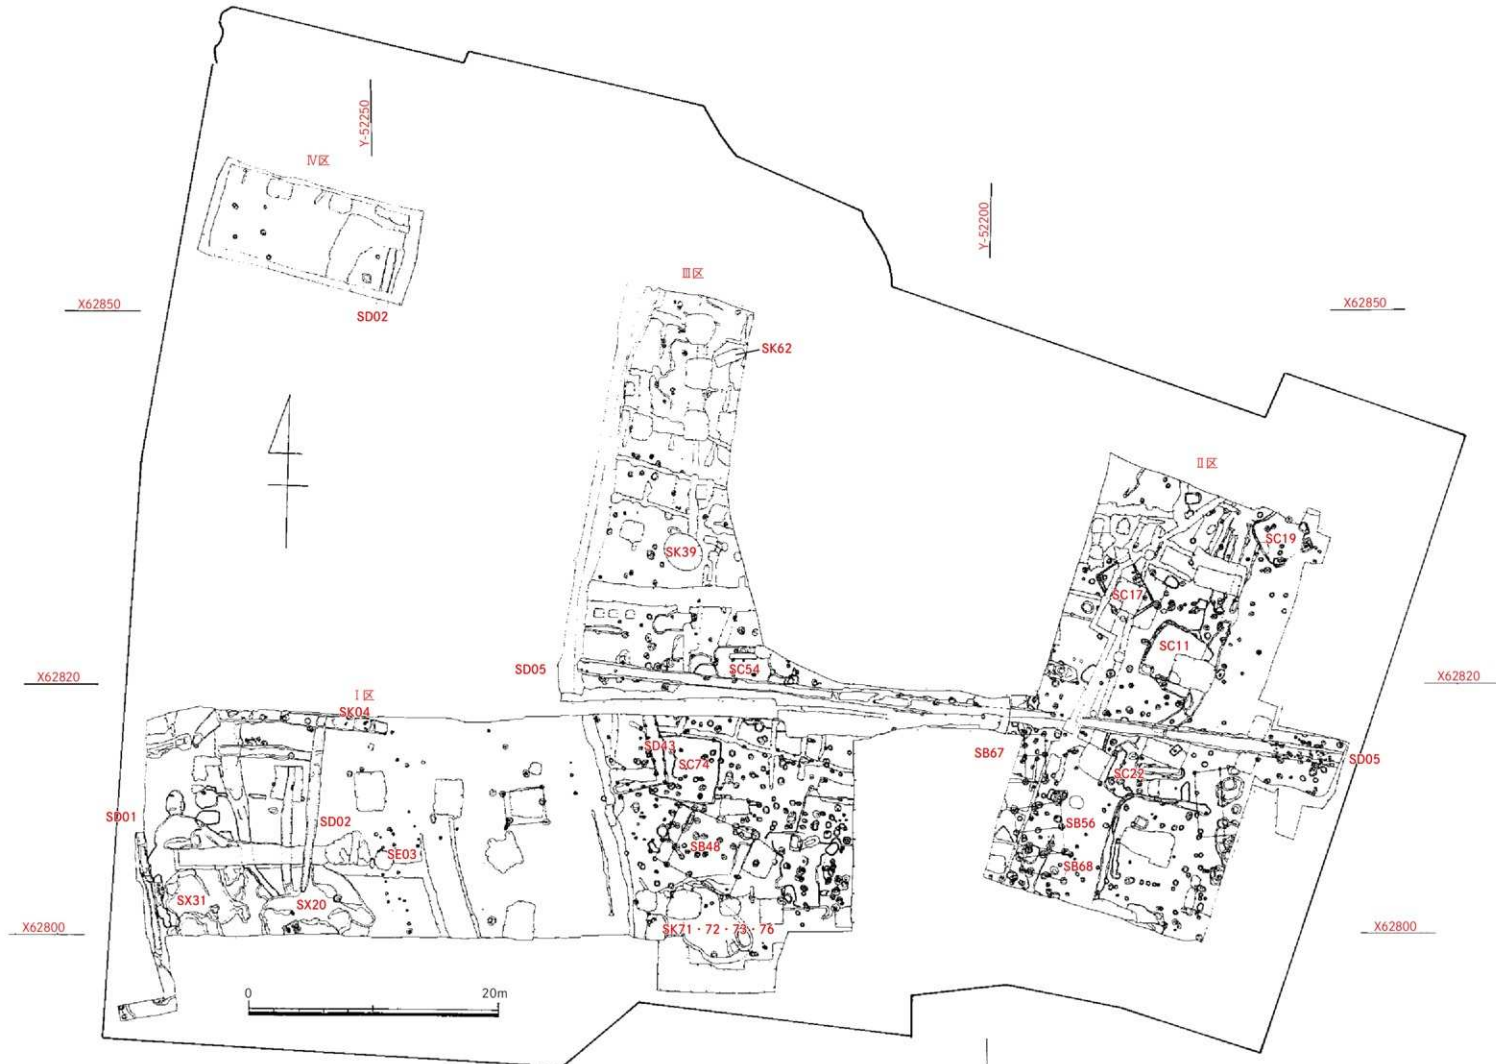 Y-52250
Ⅳ区
Y-52200
SD02
X62850
X62850
Ⅲ区
SK62
Ⅱ区
SC19
SK39
SC17
SC11
SC54
SD05
X62820
X62820
Ⅰ区
SK04
SD43
SC74
SB67
SC22
SD05
SD01
SD02
SE03
SB48
SB56
SB68
SX31
SX20
SK71・72・73・76
X62800
X62800
0
20m